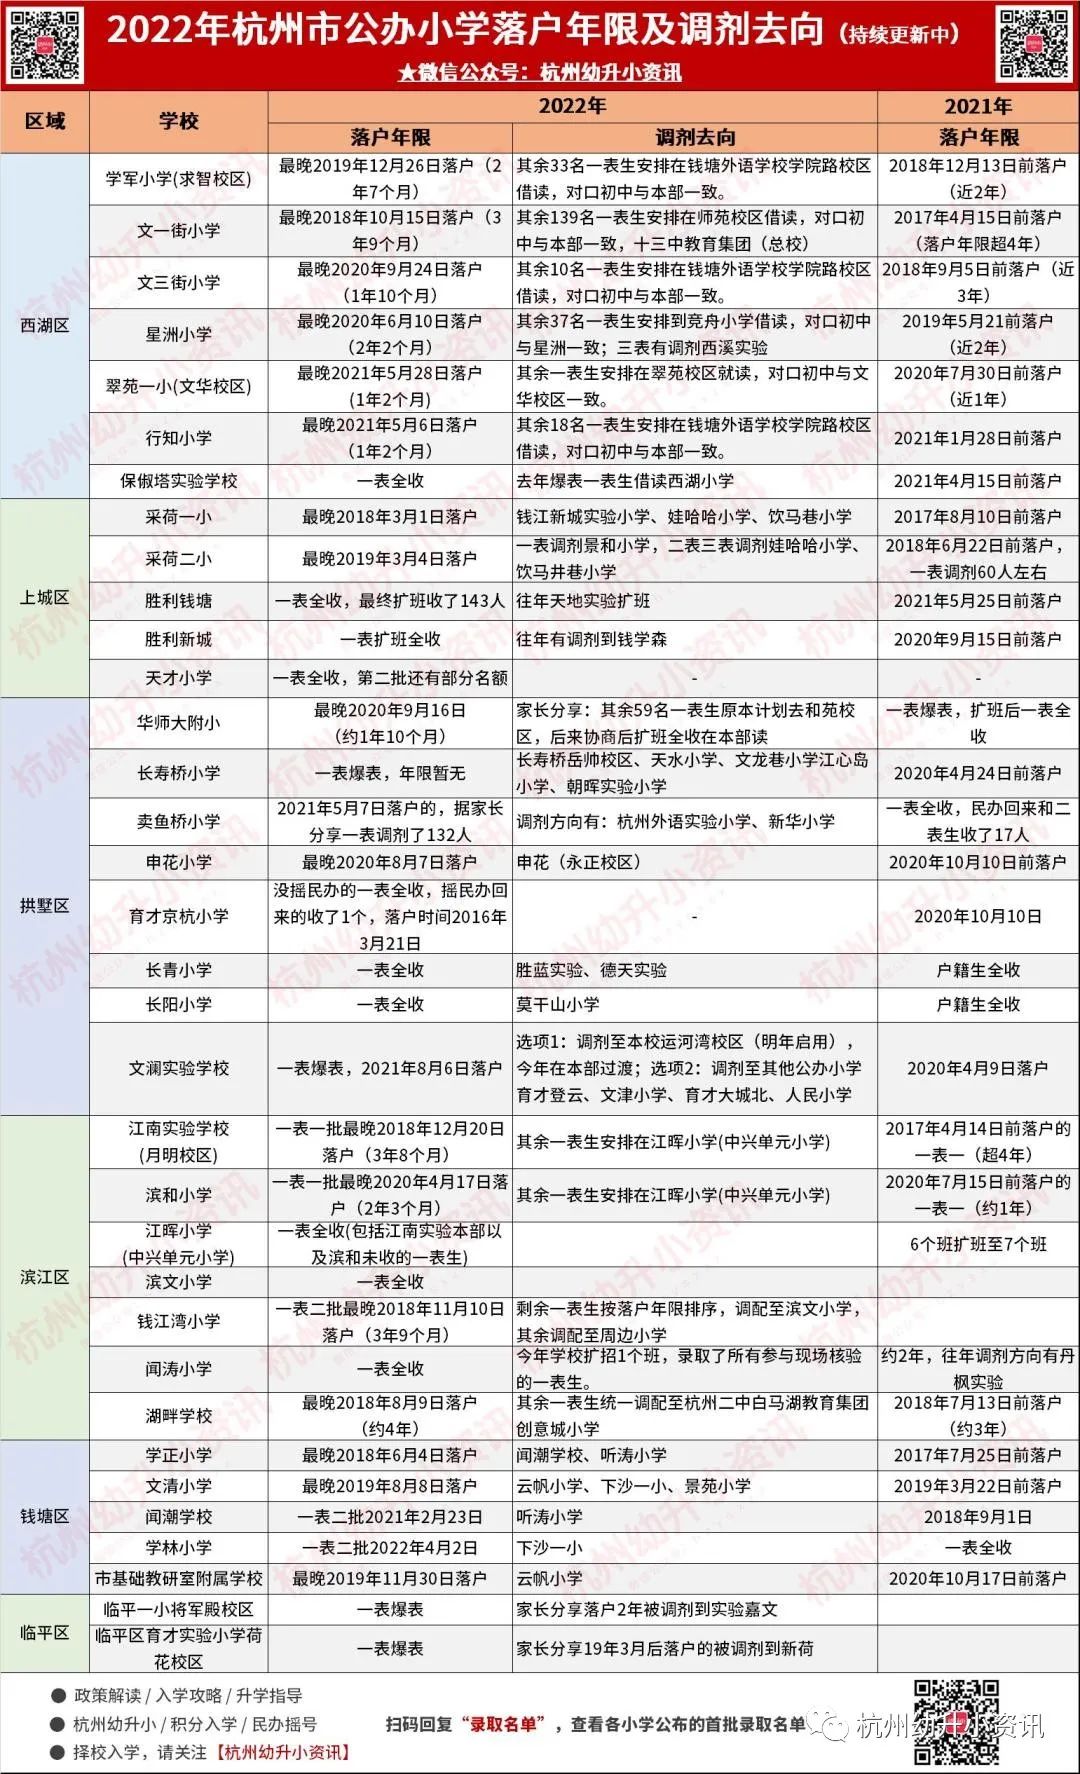 2022年杭州市公办小学落户年限及调剂去向（持续更新中）
★微信公众号：杭州幼升小资讯
区域
学校
2022年
2021年
落户年限
调剂去向
落户年限
西湖区
学军小学(求智校区)
最晚2019年12月26日落户（2
年7个月）
其余33名一表生安排在钱塘外语学校学院路校区
借读，对口初中与本部一致。
2018年12月13日前落户
（近2年）
文一街小学
最晚2018年10月15日落户（3
年9个月）
其余139名一表生安排在师苑校区借读，对口初
中与本部一致，十三中教育集团（总校）
2017年4月15日前落户
（落户年限超4年）
文三街小学
最晚2020年9月24日落户
（1年10个月）
其余10名一表生安排在钱塘外语学校学院路校区
借读，对口初中与本部一致。
2018年9月5日前落户（近
3年）
星洲小学
最晚2020年6月10日落户
（2年2个月）
其余37名一表生安排到竞舟小学借读，对口初中
与星洲一致；三表有调剂西溪实验
2019年5月21前落户
（近2年）
翠苑一小(文华校区)
最晚2021年5月28日落户
(1年2个月)
其余一表生安排在翠苑校区就读，对口初中与文
华校区一致。
2020年7月30日前落户
（近1年）
行知小学
最晚2021年5月6日落户
（1年2个月）
其余18名一表生安排在钱塘外语学校学院路校区
借读，对口初中与本部一致。
2021年1月28日前落户
保俶塔实验学校
一表全收
去年爆表一表生借读西湖小学
2021年4月15日前落户
上城区
采荷一小
最晚2018年3月1日落户
钱江新城实验小学、娃哈哈小学、饮马巷小学
2017年8月10日前落户
采荷二小
最晚2019年3月4日落户
一表调剂景和小学，二表三表调剂娃哈哈小学、
饮马井巷小学
2018年6月22日前落户，
一表调剂60人左右
胜利钱塘
一表全收，最终扩班收了143人
往年天地实验扩班
2021年5月25日前落户
胜利新城
一表扩班全收
往年有调剂到钱学森
2020年9月15日前落户
天才小学
一表全收，第二批还有部分名额
-
-
拱墅区
华师大附小
最晚2020年9月16日
（约1年10个月）
家长分享：其余59名一表生原本计划去和苑校
区，后来协商后扩班全收在本部读
一表爆表，扩班后一表全
收
长寿桥小学
一表爆表，年限暂无
长寿桥岳帅校区、天水小学、文龙巷小学江心岛
小学、朝晖实验小学
2020年4月24日前落户
卖鱼桥小学
2021年5月7日落户的，据家长
分享一表调剂了132人
调剂方向有：杭州外语实验小学、新华小学
一表全收，民办回来和二
表生收了17人
申花小学
最晚2020年8月7日落户
申花（永正校区）
2020年10月10日前落户
育才京杭小学
没摇民办的一表全收，摇民办回
来的收了1个，落户时间2016年
3月21日
-
2020年10月10日
长青小学
一表全收
胜蓝实验、德天实验
户籍生全收
长阳小学
一表全收
莫干山小学
户籍生全收
文澜实验学校
一表爆表，2021年8月6日落户
选项1：调剂至本校运河湾校区（明年启用），
今年在本部过渡；选项2：调剂至其他公办小学
育才登云、文津小学、育才大城北、人民小学
2020年4月9日落户
滨江区
江南实验学校
(月明校区)
一表一批最晚2018年12月20日
落户（3年8个月）
其余一表生安排在江晖小学(中兴单元小学)
2017年4月14日前落户的
一表一（超4年）
滨和小学
一表一批最晚2020年4月17日落
户（2年3个月）
其余一表生安排在江晖小学(中兴单元小学)
2020年7月15日前落户的
一表一（约1年）
江晖小学
(中兴单元小学)
一表全收(包括江南实验本部以
及滨和未收的一表生)
6个班扩班至7个班
滨文小学
一表全收
钱江湾小学
一表二批最晚2018年11月10日
落户（3年9个月）
剩余一表生按落户年限排序，调配至滨文小学，
其余调配至周边小学
闻涛小学
一表全收
今年学校扩招1个班，录取了所有参与现场核验
的一表生。
约2年，往年调剂方向有丹
枫实验
湖畔学校
最晚2018年8月9日落户
（约4年）
其余一表生统一调配至杭州二中白马湖教育集团
创意城小学
2018年7月13日前落户
（约3年）
钱塘区
学正小学
最晚2018年6月4日落户
闻潮学校、听涛小学
2017年7月25日前落户
文清小学
最晚2019年8月8日落户
云帆小学、下沙一小、景苑小学
2019年3月22日前落户
闻潮学校
一表二批2021年2月23日
听涛小学
2018年9月1日
学林小学
一表二批2022年4月2日
下沙一小
一表全收
市基础教研室附属学校
最晚2019年11月30日落户
云帆小学
2020年10月17日前落户
临平区
临平一小将军殿校区
一表爆表
家长分享落户2年被调剂到实验嘉文
临平区育才实验小学荷
花校区
一表爆表
家长分享19年3月后落户的被调剂到新荷
● 政策解读 / 入学攻略 / 升学指导
● 杭州幼升小 / 积分入学 / 民办摇号
● 择校入学，请关注【杭州幼升小资讯】
扫码回复“录取名单”，查看各小学公布的首批录取名单
杭州幼升小资讯